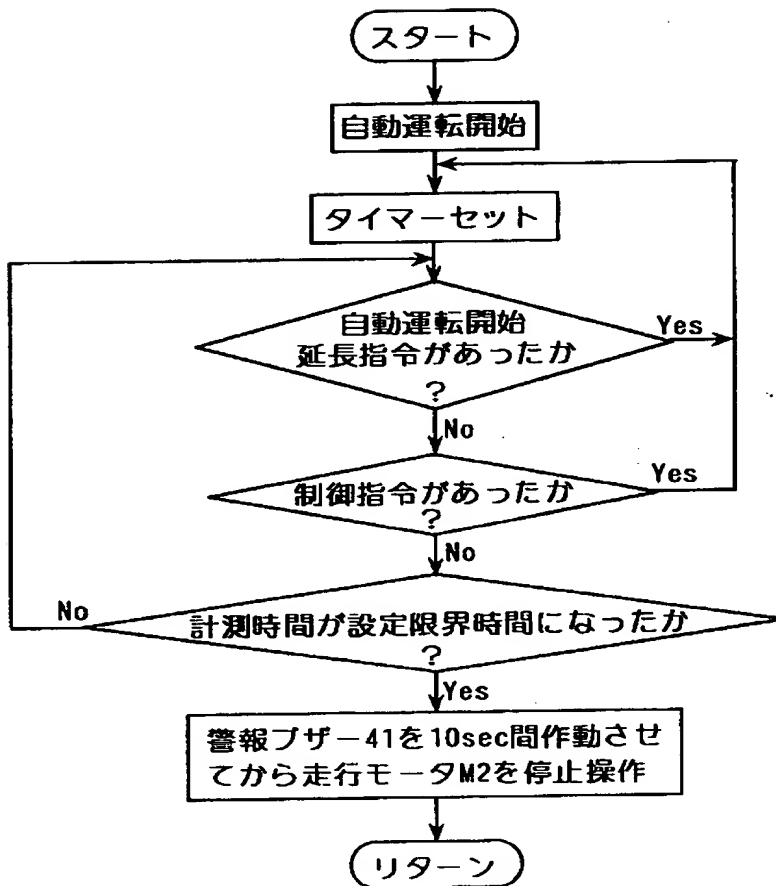 スタート
自動運転開始
タイマーセット
自動運転開始
延長指令があったか
?
Yes
No
制御指令があったか
?
Yes
No
計測時間が設定限界時間になったか
?
No
Yes
警報ブザー41を10sec間作動させ
てから走行モータM2を停止操作
リターン